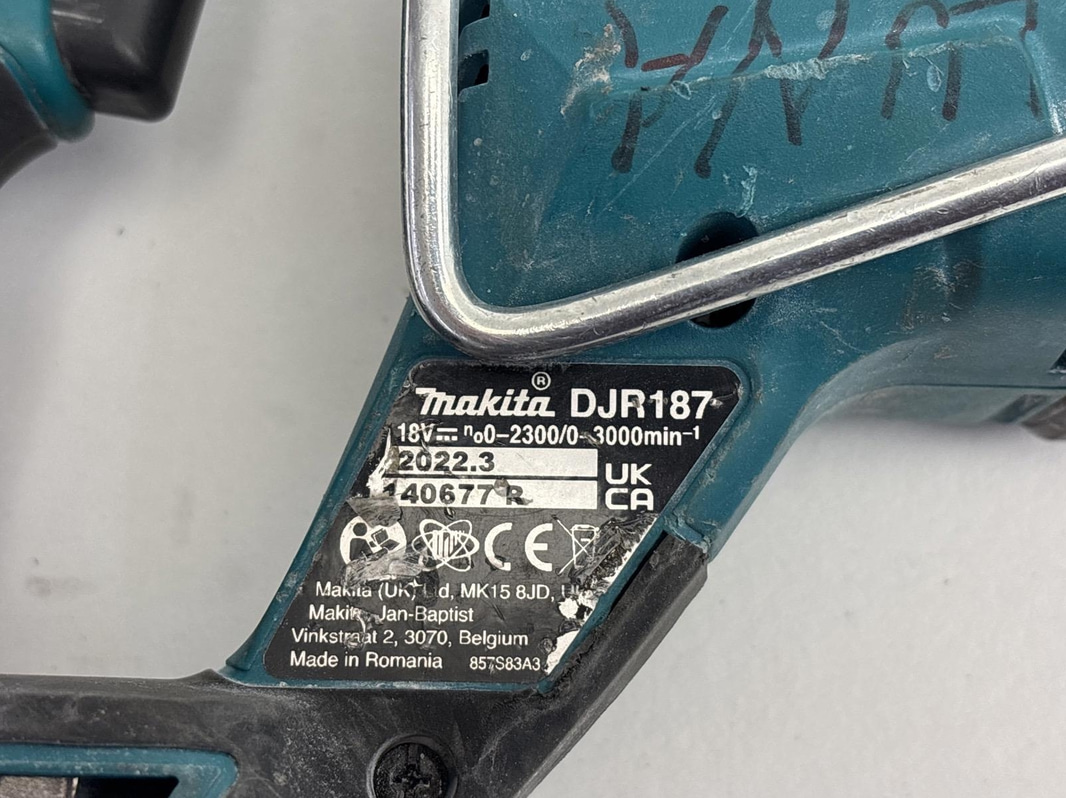 makita® DJR187
18V⎓ n₀0–2300/0–3000min⁻¹
2022.3
140677 R
UK
CA
CE
Makita (UK) Ltd, MK15 8JD,
Makita, Jan-Baptist
Vinkstraat 2, 3070, Belgium
Made in Romania 857S83A3